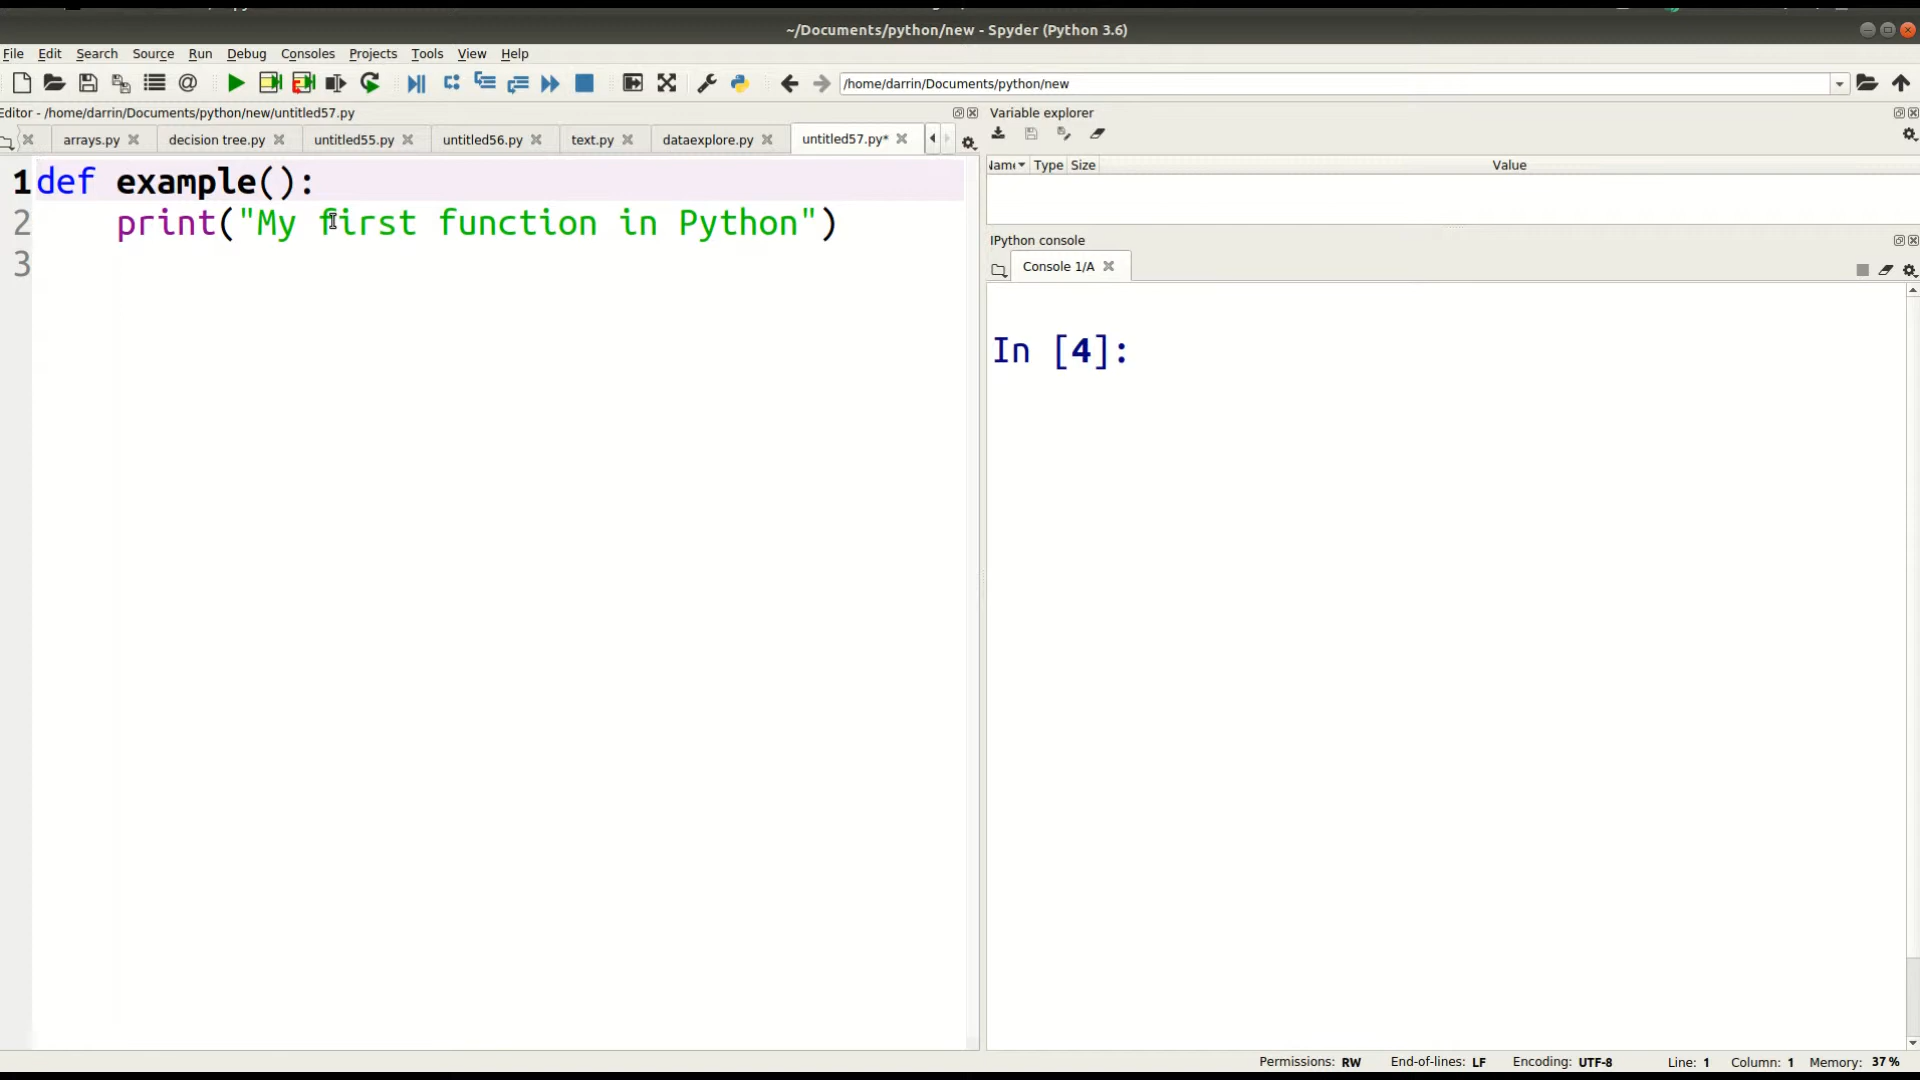 ~/Documents/python/new - Spyder (Python 3.6)
File Edit Search Source Run Debug Consoles Projects Tools View Help
/home/darrin/Documents/python/new
Editor - /home/darrin/Documents/python/new/untitled57.py
arrays.py decision tree.py untitled55.py untitled56.py text.py dataexplore.py untitled57.py*
1 def example():
2     print("My first function in Python")
3
Variable explorer
Type Size Value
IPython console
Console 1/A
In [4]:
Permissions: RW End-of-lines: LF Encoding: UTF-8 Line: 1 Column: 1 Memory: 37 %